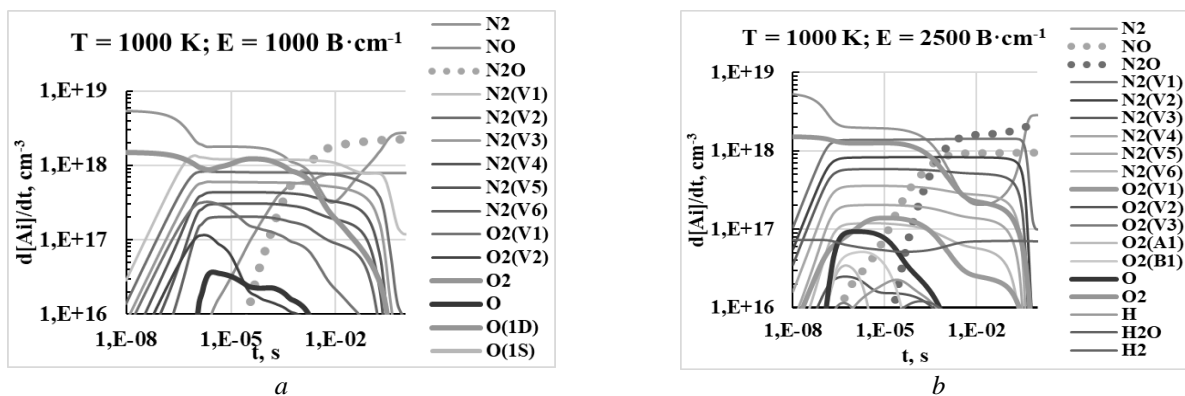 T = 1000 K; E = 1000 B·cm-1
d[Ai]/dt, cm-3
1,E+19
1,E+18
1,E+17
1,E+16
1,E-08
1,E-05
1,E-02
t, s
N2
NO
N2O
N2(V1)
N2(V2)
N2(V3)
N2(V4)
N2(V5)
N2(V6)
O2(V1)
O2(V2)
O2
O
O(1D)
O(1S)
a
T = 1000 K; E = 2500 B·cm-1
d[Ai]/dt, cm-3
1,E+19
1,E+18
1,E+17
1,E+16
1,E-08
1,E-05
1,E-02
t, s
N2
NO
N2O
N2(V1)
N2(V2)
N2(V3)
N2(V4)
N2(V5)
N2(V6)
O2(V1)
O2(V2)
O2(V3)
O2(A1)
O2(B1)
O
O2
H
H2O
H2
b